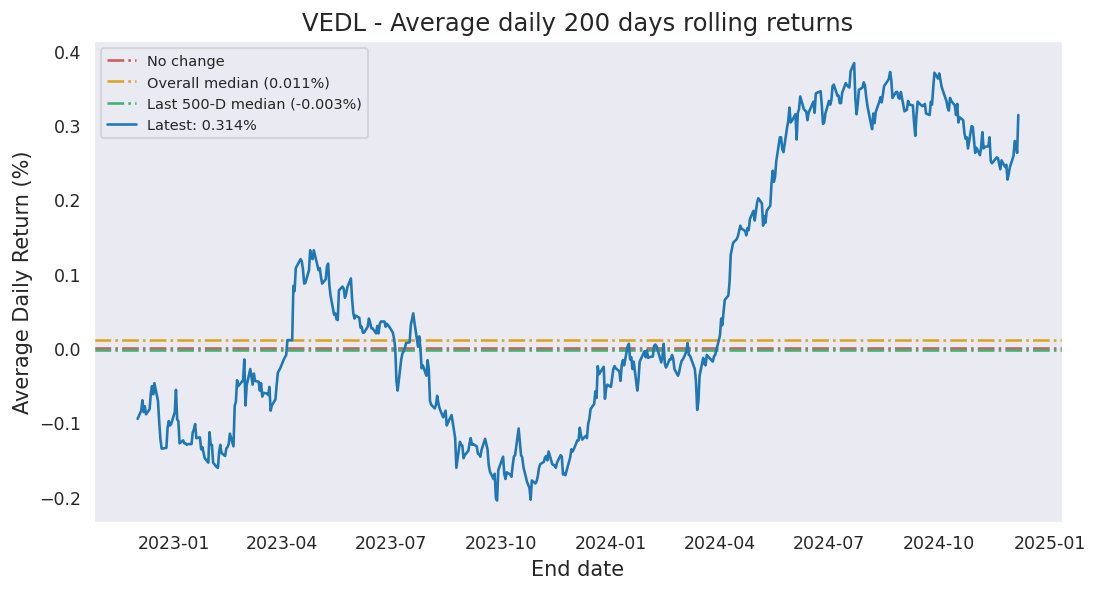 VEDL - Average daily 200 days rolling returns
No change
Overall median (0.011%)
Last 500-D median (-0.003%)
Latest: 0.314%
Average Daily Return (%)
0.4
0.3
0.2
0.1
0.0
−0.1
−0.2
2023-01 2023-04 2023-07 2023-10 2024-01 2024-04 2024-07 2024-10 2025-01
End date